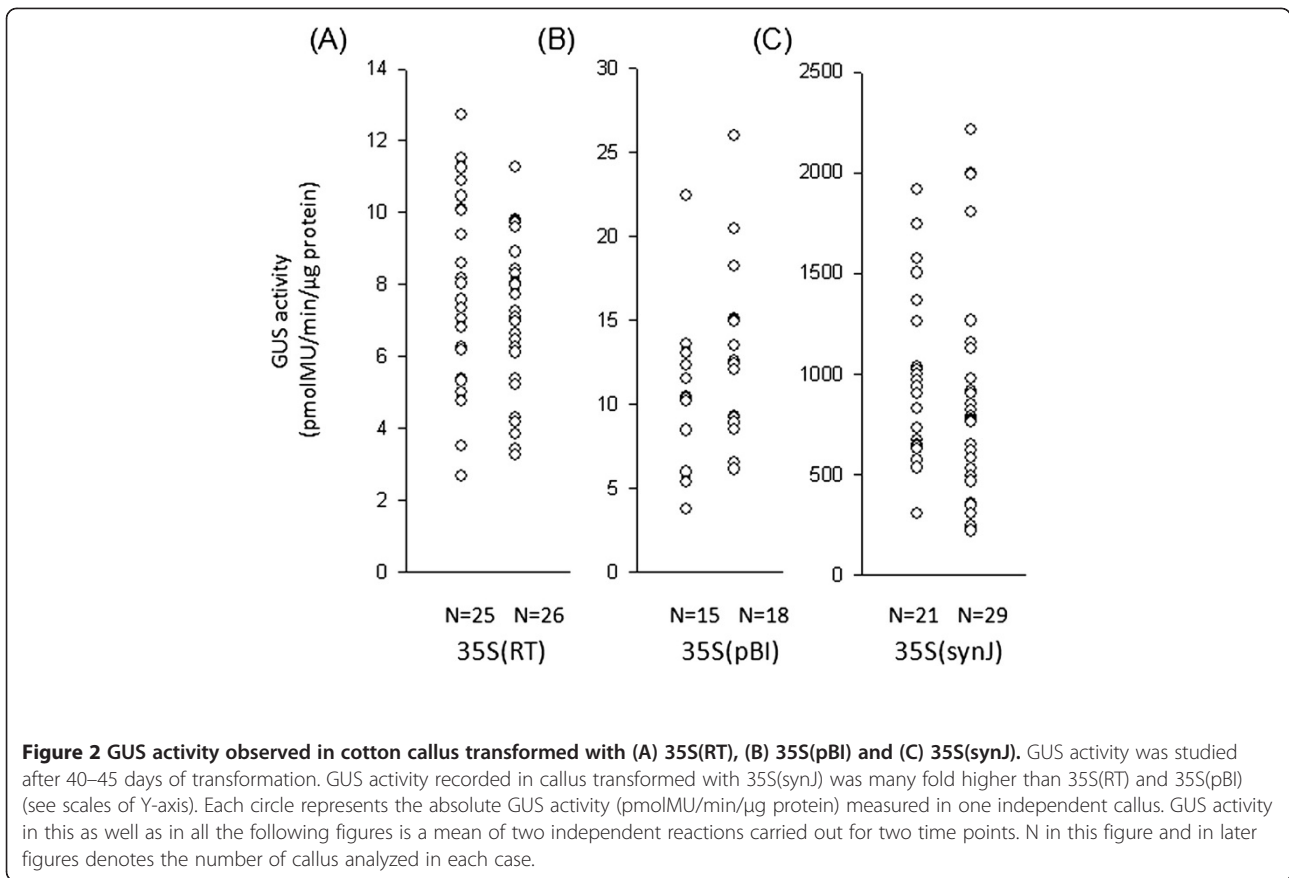 (A) (B) (C)
14
12
10
8
6
4
2
0
GUS activity
(pmolMU/min/µg protein)
30
25
20
15
10
5
0
2500
2000
1500
1000
500
0
N=25 N=26 N=15 N=18 N=21 N=29
35S(RT) 35S(pBI) 35S(synJ)
Figure 2 GUS activity observed in cotton callus transformed with (A) 35S(RT), (B) 35S(pBI) and (C) 35S(synJ). GUS activity was studied
after 40–45 days of transformation. GUS activity recorded in callus transformed with 35S(synJ) was many fold higher than 35S(RT) and 35S(pBI)
(see scales of Y-axis). Each circle represents the absolute GUS activity (pmolMU/min/µg protein) measured in one independent callus. GUS activity
in this as well as in all the following figures is a mean of two independent reactions carried out for two time points. N in this figure and in later
figures denotes the number of callus analyzed in each case.